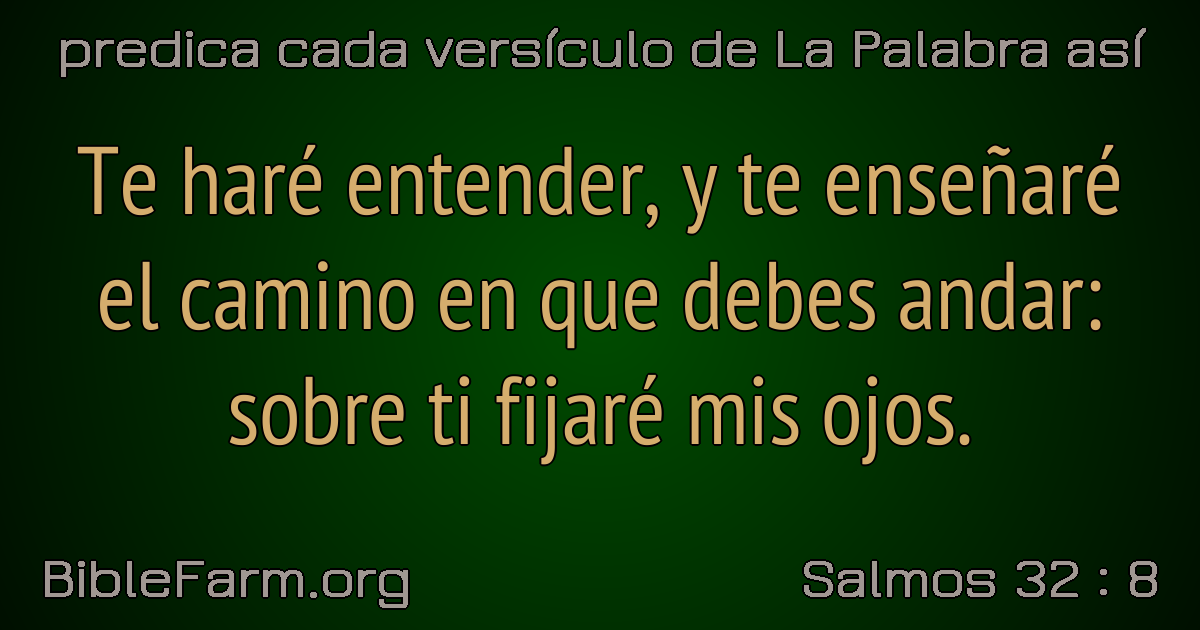 predica cada versículo de La Palabra así
Te haré entender, y te enseñaré
el camino en que debes andar:
sobre ti fijaré mis ojos.
BibleFarm.org
Salmos 32 : 8